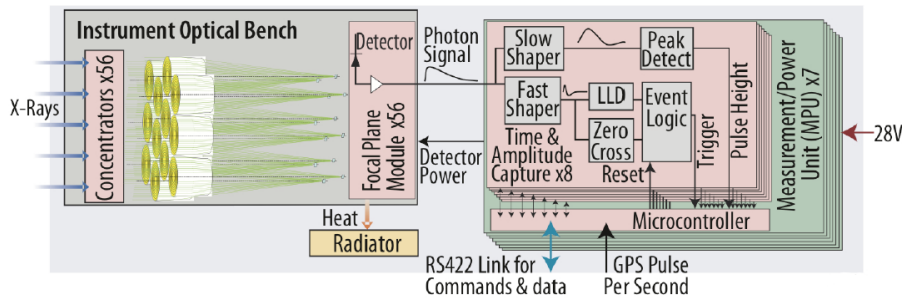 Instrument Optical Bench
X-Rays
Concentrators x56
Detector
Focal Plane
Module x56
Heat
Radiator
Photon
Signal
Detector
Power
Slow
Shaper
Peak
Detect
Fast
Shaper
LLD
Zero
Cross
Event
Logic
Time &
Amplitude
Capture x8
Reset
Trigger
Pulse Height
Measurement/Power
Unit (MPU) x7
28V
Microcontroller
RS422 Link for
Commands & data
GPS Pulse
Per Second